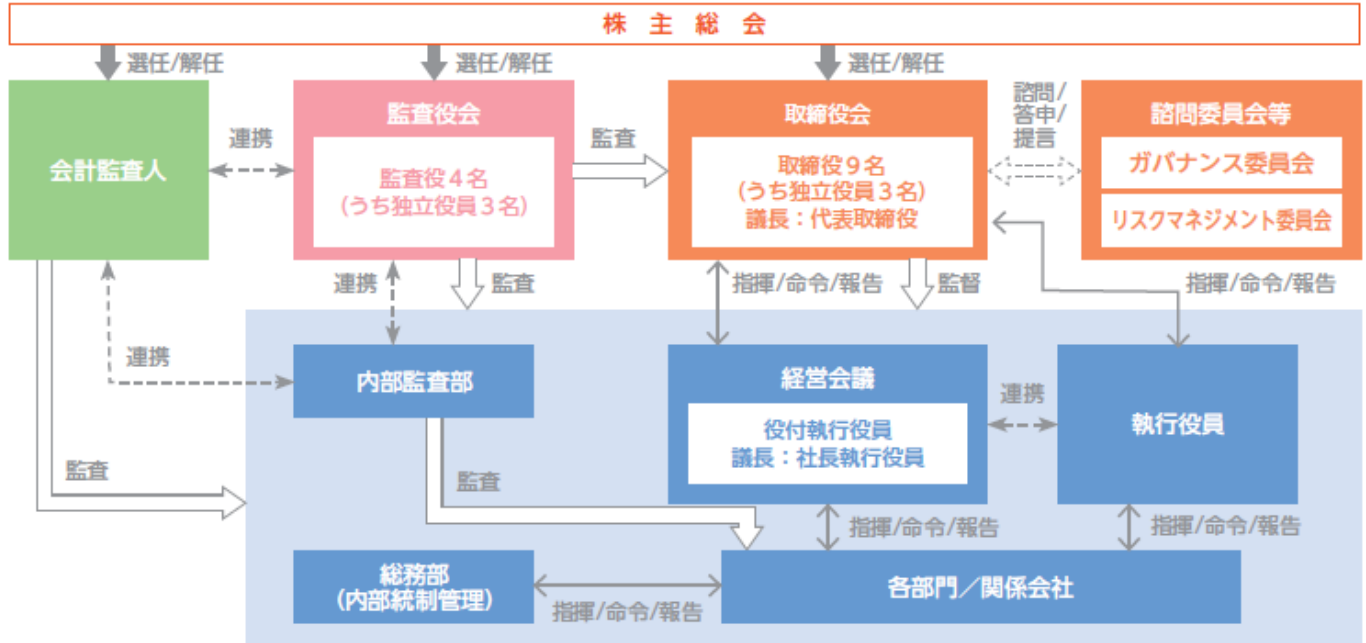 株主総会
選任/解任
選任/解任
選任/解任
会計監査人
連携
監査役会
監査役４名
(うち独立役員３名)
監査
取締役会
取締役９名
(うち独立役員３名)
議長：代表取締役
諮問/
答申/
提言
諮問委員会等
ガバナンス委員会
リスクマネジメント委員会
連携
監査
指揮/命令/報告
監督
指揮/命令/報告
連携
内部監査部
経営会議
役付執行役員
議長：社長執行役員
連携
執行役員
監査
監査
指揮/命令/報告
指揮/命令/報告
総務部
(内部統制管理)
指揮/命令/報告
各部門／関係会社